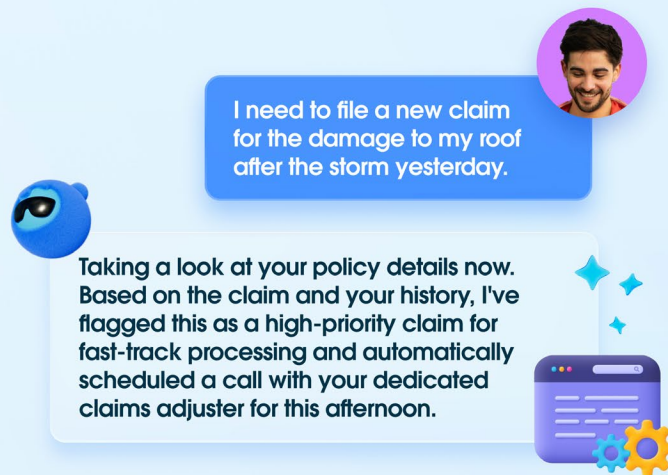 I need to file a new claim
for the damage to my roof
after the storm yesterday.
Taking a look at your policy details now.
Based on the claim and your history, I've
flagged this as a high-priority claim for
fast-track processing and automatically
scheduled a call with your dedicated
claims adjuster for this afternoon.